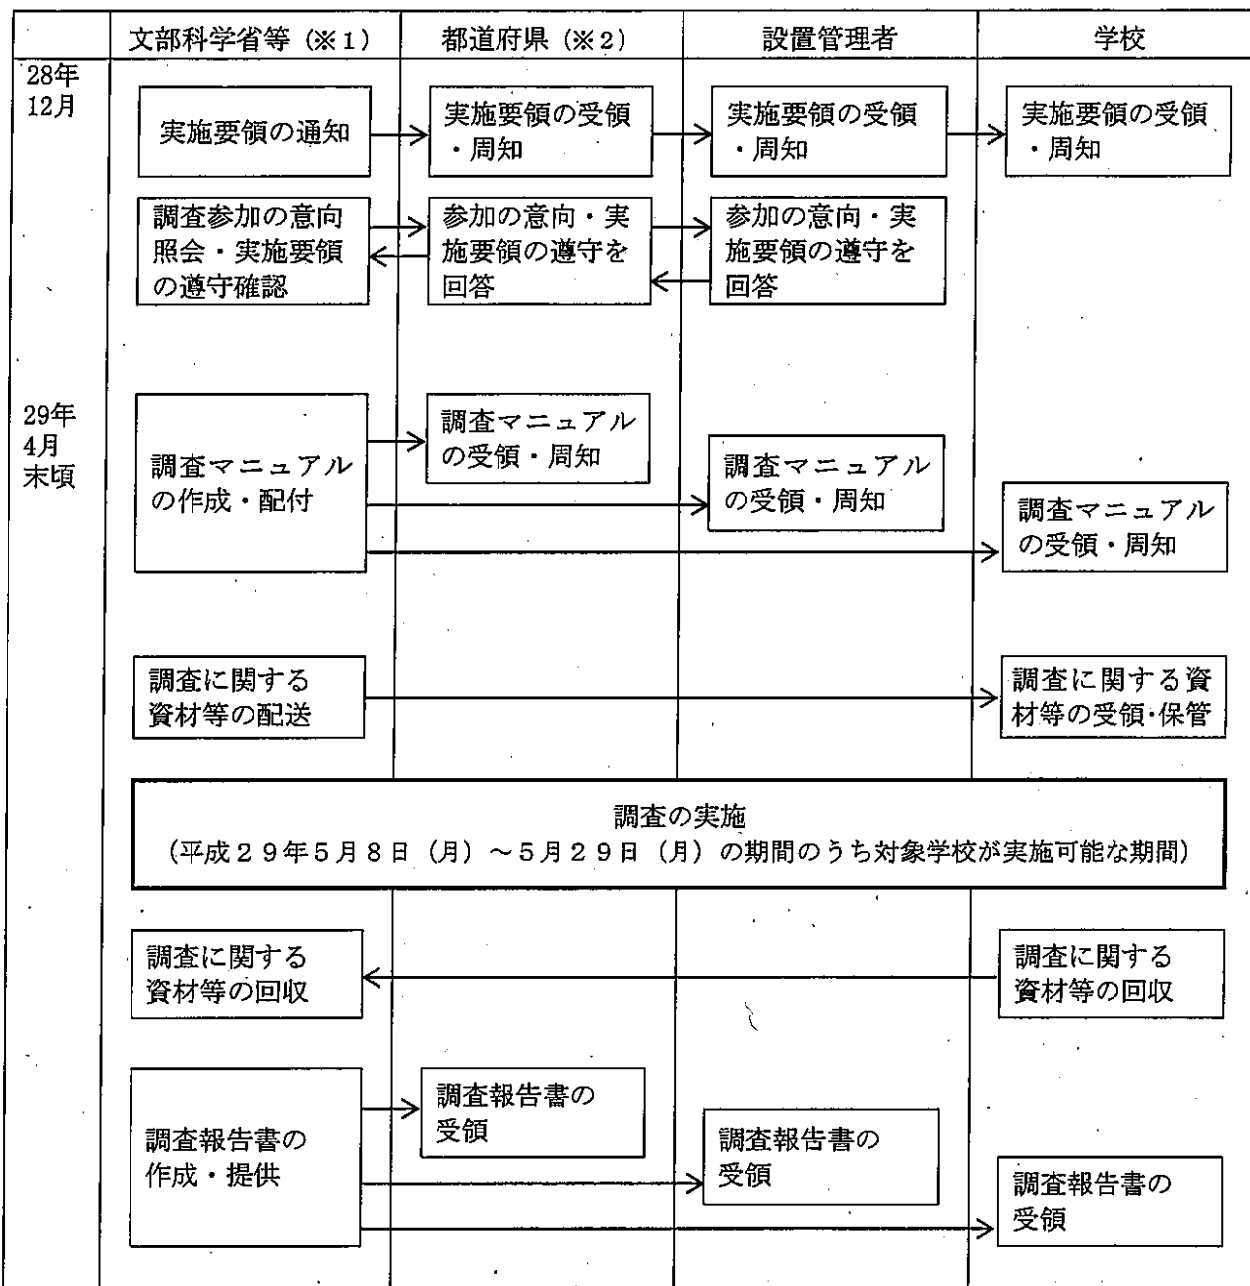 文部科学省等（※１）
都道府県（※２）
設置管理者
学校
28年
12月
実施要領の通知
実施要領の受領
・周知
実施要領の受領
・周知
実施要領の受領
・周知
調査参加の意向
照会・実施要領
の遵守確認
参加の意向・実
施要領の遵守を
回答
参加の意向・実
施要領の遵守を
回答
29年
4月
末頃
調査マニュアル
の作成・配付
調査マニュアル
の受領・周知
調査マニュアル
の受領・周知
調査マニュアル
の受領・周知
調査に関する
資材等の配送
調査に関する資
材等の受領・保管
調査の実施
（平成２９年５月８日（月）～５月２９日（月）の期間のうち対象学校が実施可能な期間）
調査に関する
資材等の回収
調査に関する
資材等の回収
調査報告書の
作成・提供
調査報告書の
受領
調査報告書の
受領
調査報告書の
受領